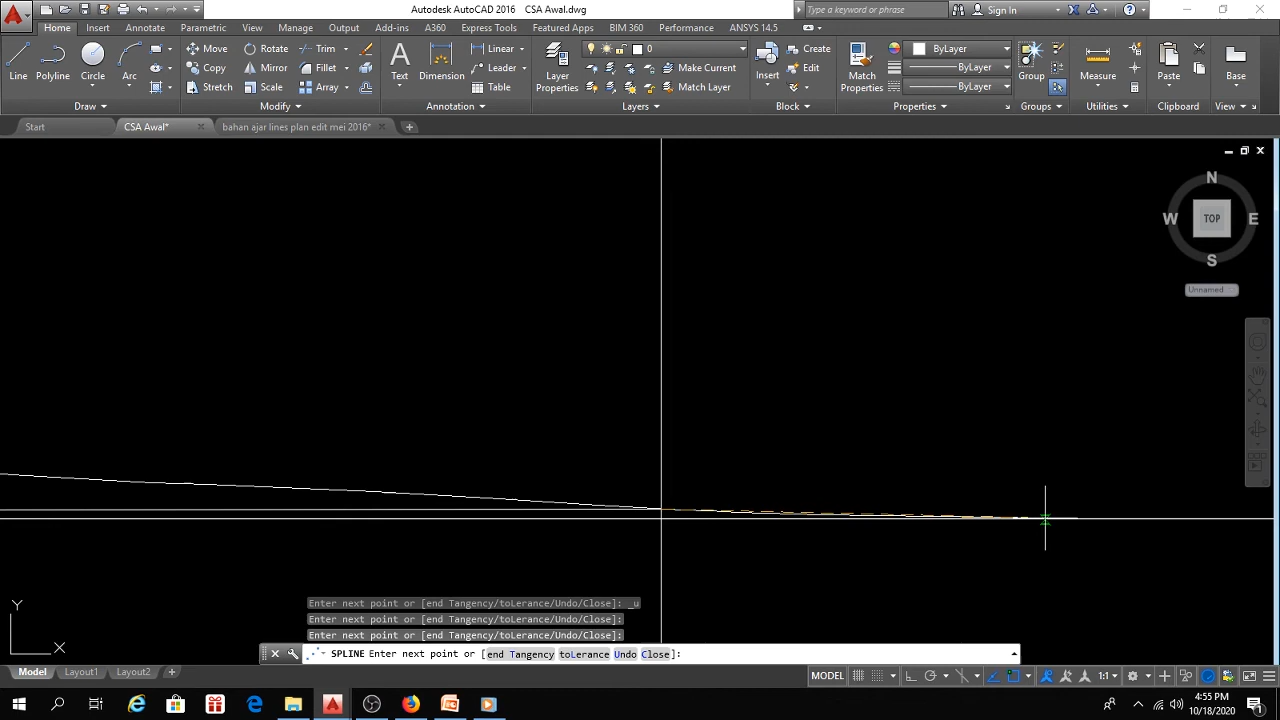 Autodesk AutoCAD 2016 CSA Awal.dwg
Type a keyword or phrase
Sign In
Home Insert Annotate Parametric View Manage Output Add-ins A360 Express Tools Featured Apps BIM 360 Performance ANSYS 14.5
Line Polyline Circle Arc
Move Rotate Trim
Copy Mirror Fillet
Stretch Scale Array
Text Dimension
Linear
Leader
Table
Layer Properties
0
Make Current
Match Layer
Insert
Create
Edit
Match Properties
ByLayer
ByLayer
ByLayer
Group
Measure
Paste
Base
Draw Modify Annotation Layers Block Properties Groups Utilities Clipboard View
Start CSA Awal* bahan ajar lines plan edit mei 2016*
N
W TOP E
S
Unnamed
Y
X
Enter next point or [end Tangency/toLerance/Undo/Close]: _u
Enter next point or [end Tangency/toLerance/Undo/Close]:
Enter next point or [end Tangency/toLerance/Undo/Close]:
SPLINE Enter next point or [end Tangency toLerance Undo Close]:
Model Layout1 Layout2 +
MODEL 1:1
4:55 PM
10/18/2020
1